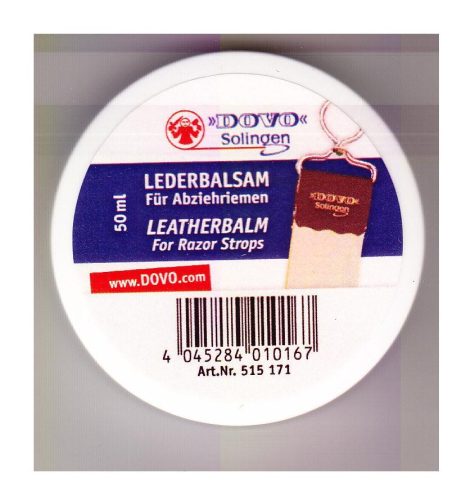 »DOVO«
Solingen
»DOVO«
Solingen
50 ml
LEDERBALSAM
Für Abziehriemen
LEATHERBALM
For Razor Strops
www.DOVO.com
4 045284 010167
Art.Nr. 515 171